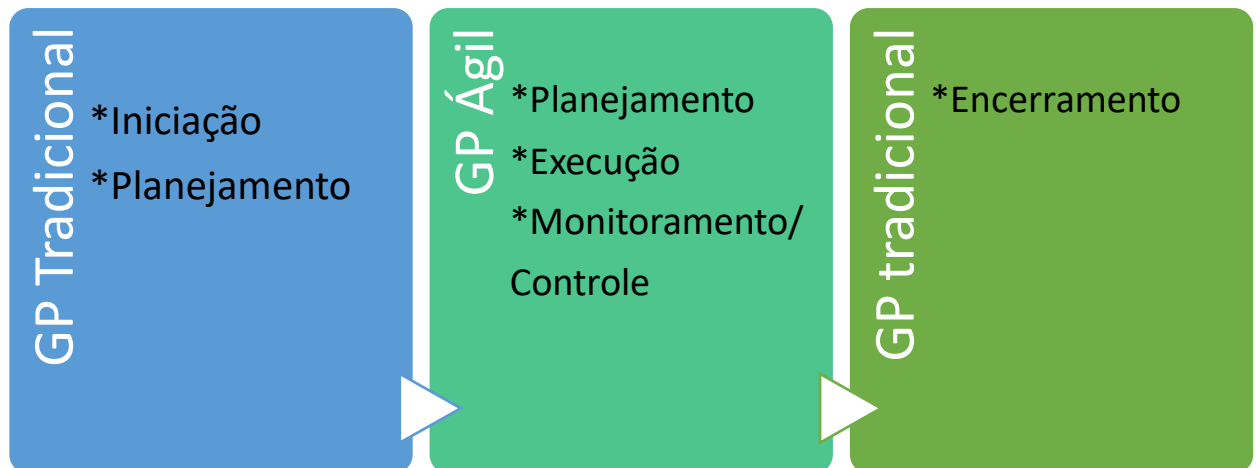 GP Tradicional
*Iniciação
*Planejamento
GP Ágil
*Planejamento
*Execução
*Monitoramento/
Controle
GP tradicional
*Encerramento